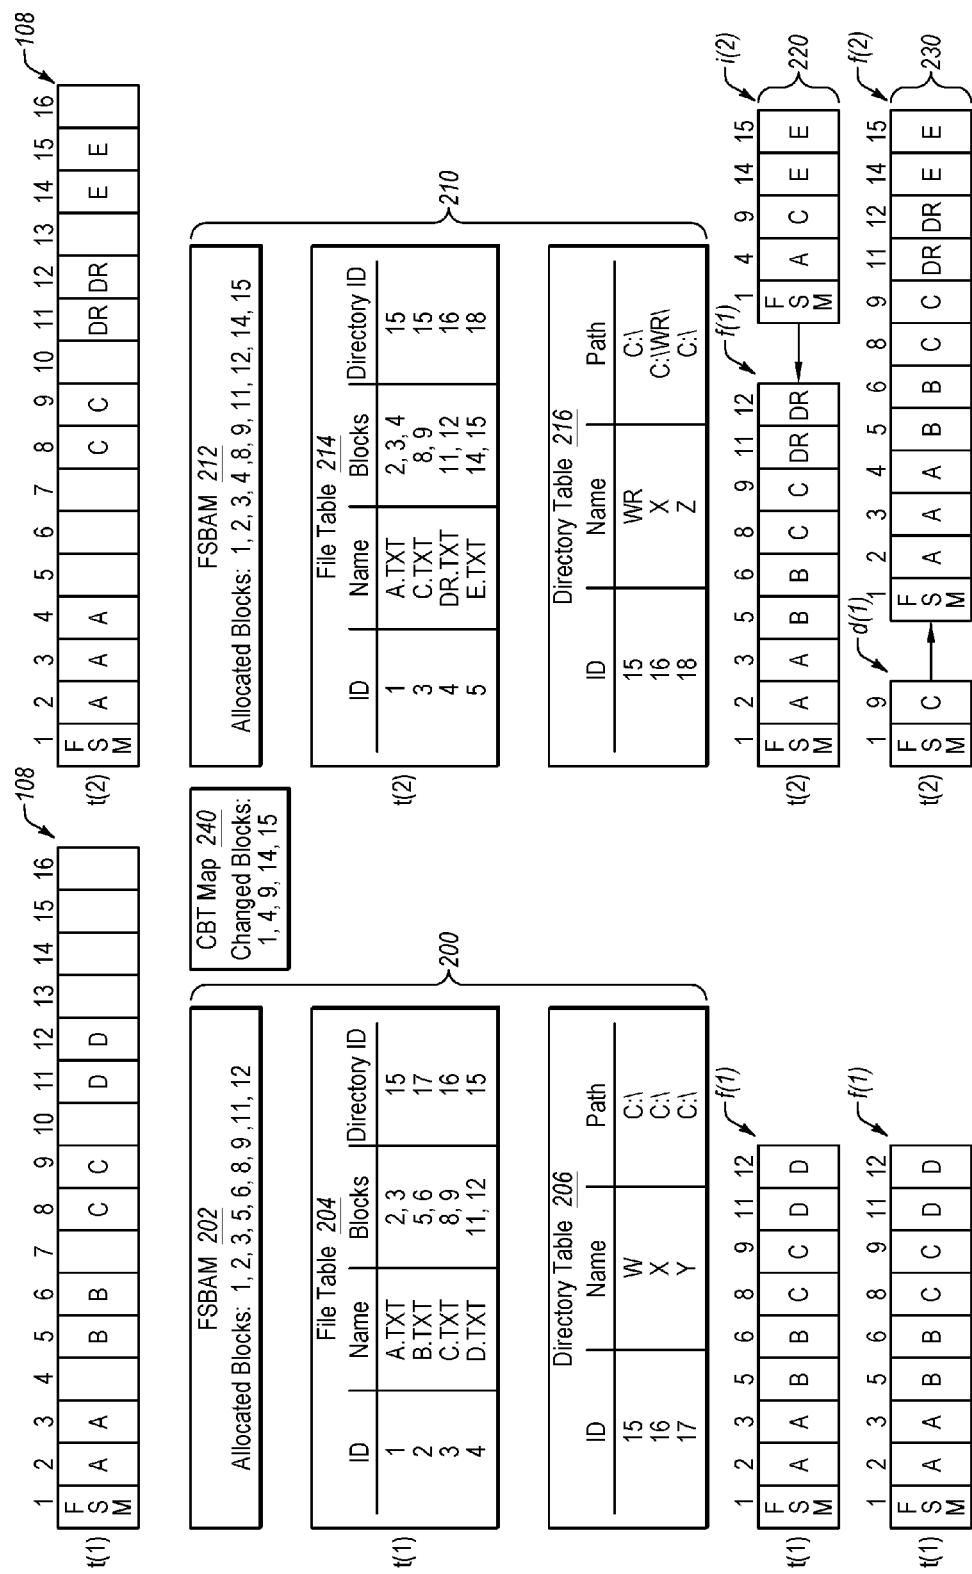 108
1 2 3 4 5 6 7 8 9 10 11 12 13 14 15 16
t(1) FSM A A B B C C D D
FSBAM 202
Allocated Blocks: 1, 2, 3, 5, 6, 8, 9 ,11, 12
File Table 204
ID Name Blocks Directory ID
1 A.TXT 2, 3 15
2 B.TXT 5, 6 17
3 C.TXT 8, 9 16
4 D.TXT 11, 12 15
t(1)
Directory Table 206
ID Name Path
15 W C:\
16 X C:\
17 Y C:\
200
f(1)
1 2 3 5 6 8 9 11 12
t(1) FSM A A B B C C D D
f(1)
1 2 3 5 6 8 9 11 12
t(1) FSM A A B B C C D D
CBT Map 240
Changed Blocks:
1, 4, 9, 14, 15
108
1 2 3 4 5 6 7 8 9 10 11 12 13 14 15 16
t(2) FSM A A A C C DR DR E E
FSBAM 212
Allocated Blocks: 1, 2, 3, 4 ,8, 9, 11, 12, 14, 15
File Table 214
ID Name Blocks Directory ID
1 A.TXT 2, 3, 4 15
3 C.TXT 8, 9 15
4 DR.TXT 11, 12 16
5 E.TXT 14, 15 18
t(2)
Directory Table 216
ID Name Path
15 WR C:\
16 X C:\WR\
18 Z C:\
210
f(1) i(2)
1 2 3 5 6 8 9 11 12 1 4 9 14 15
t(2) FSM A A B B C C DR DR FSM A C E E 220
d(1) f(2)
1 9 1 2 3 4 5 6 8 9 11 12 14 15
t(2) FSM C FSM A A A B B C C DR DR E E 230